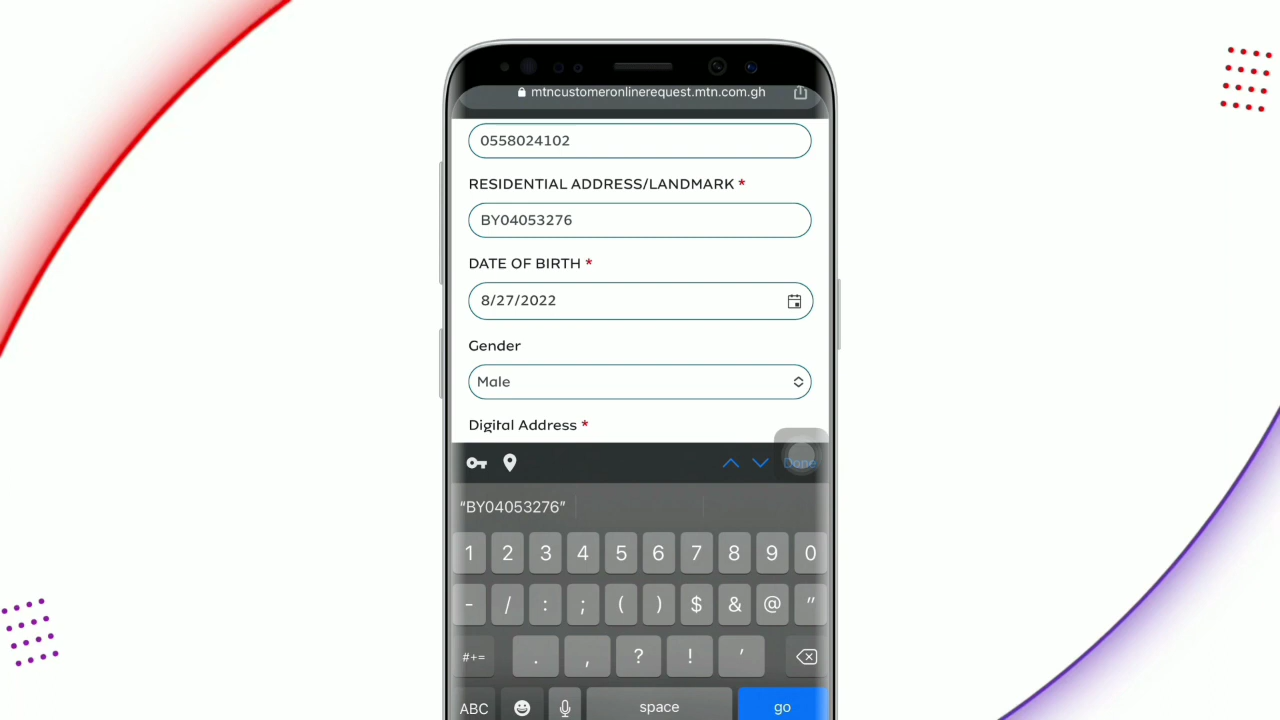 mtncustomeronlinerequest.mtn.com.gh
0558024102
RESIDENTIAL ADDRESS/LANDMARK *
BY04053276
DATE OF BIRTH *
8/27/2022
Gender
Male
Digital Address *
Done
"BY04053276"
1 2 3 4 5 6 7 8 9 0
- / : ; ( ) $ & @ "
#+= . , ? ! '
ABC space go